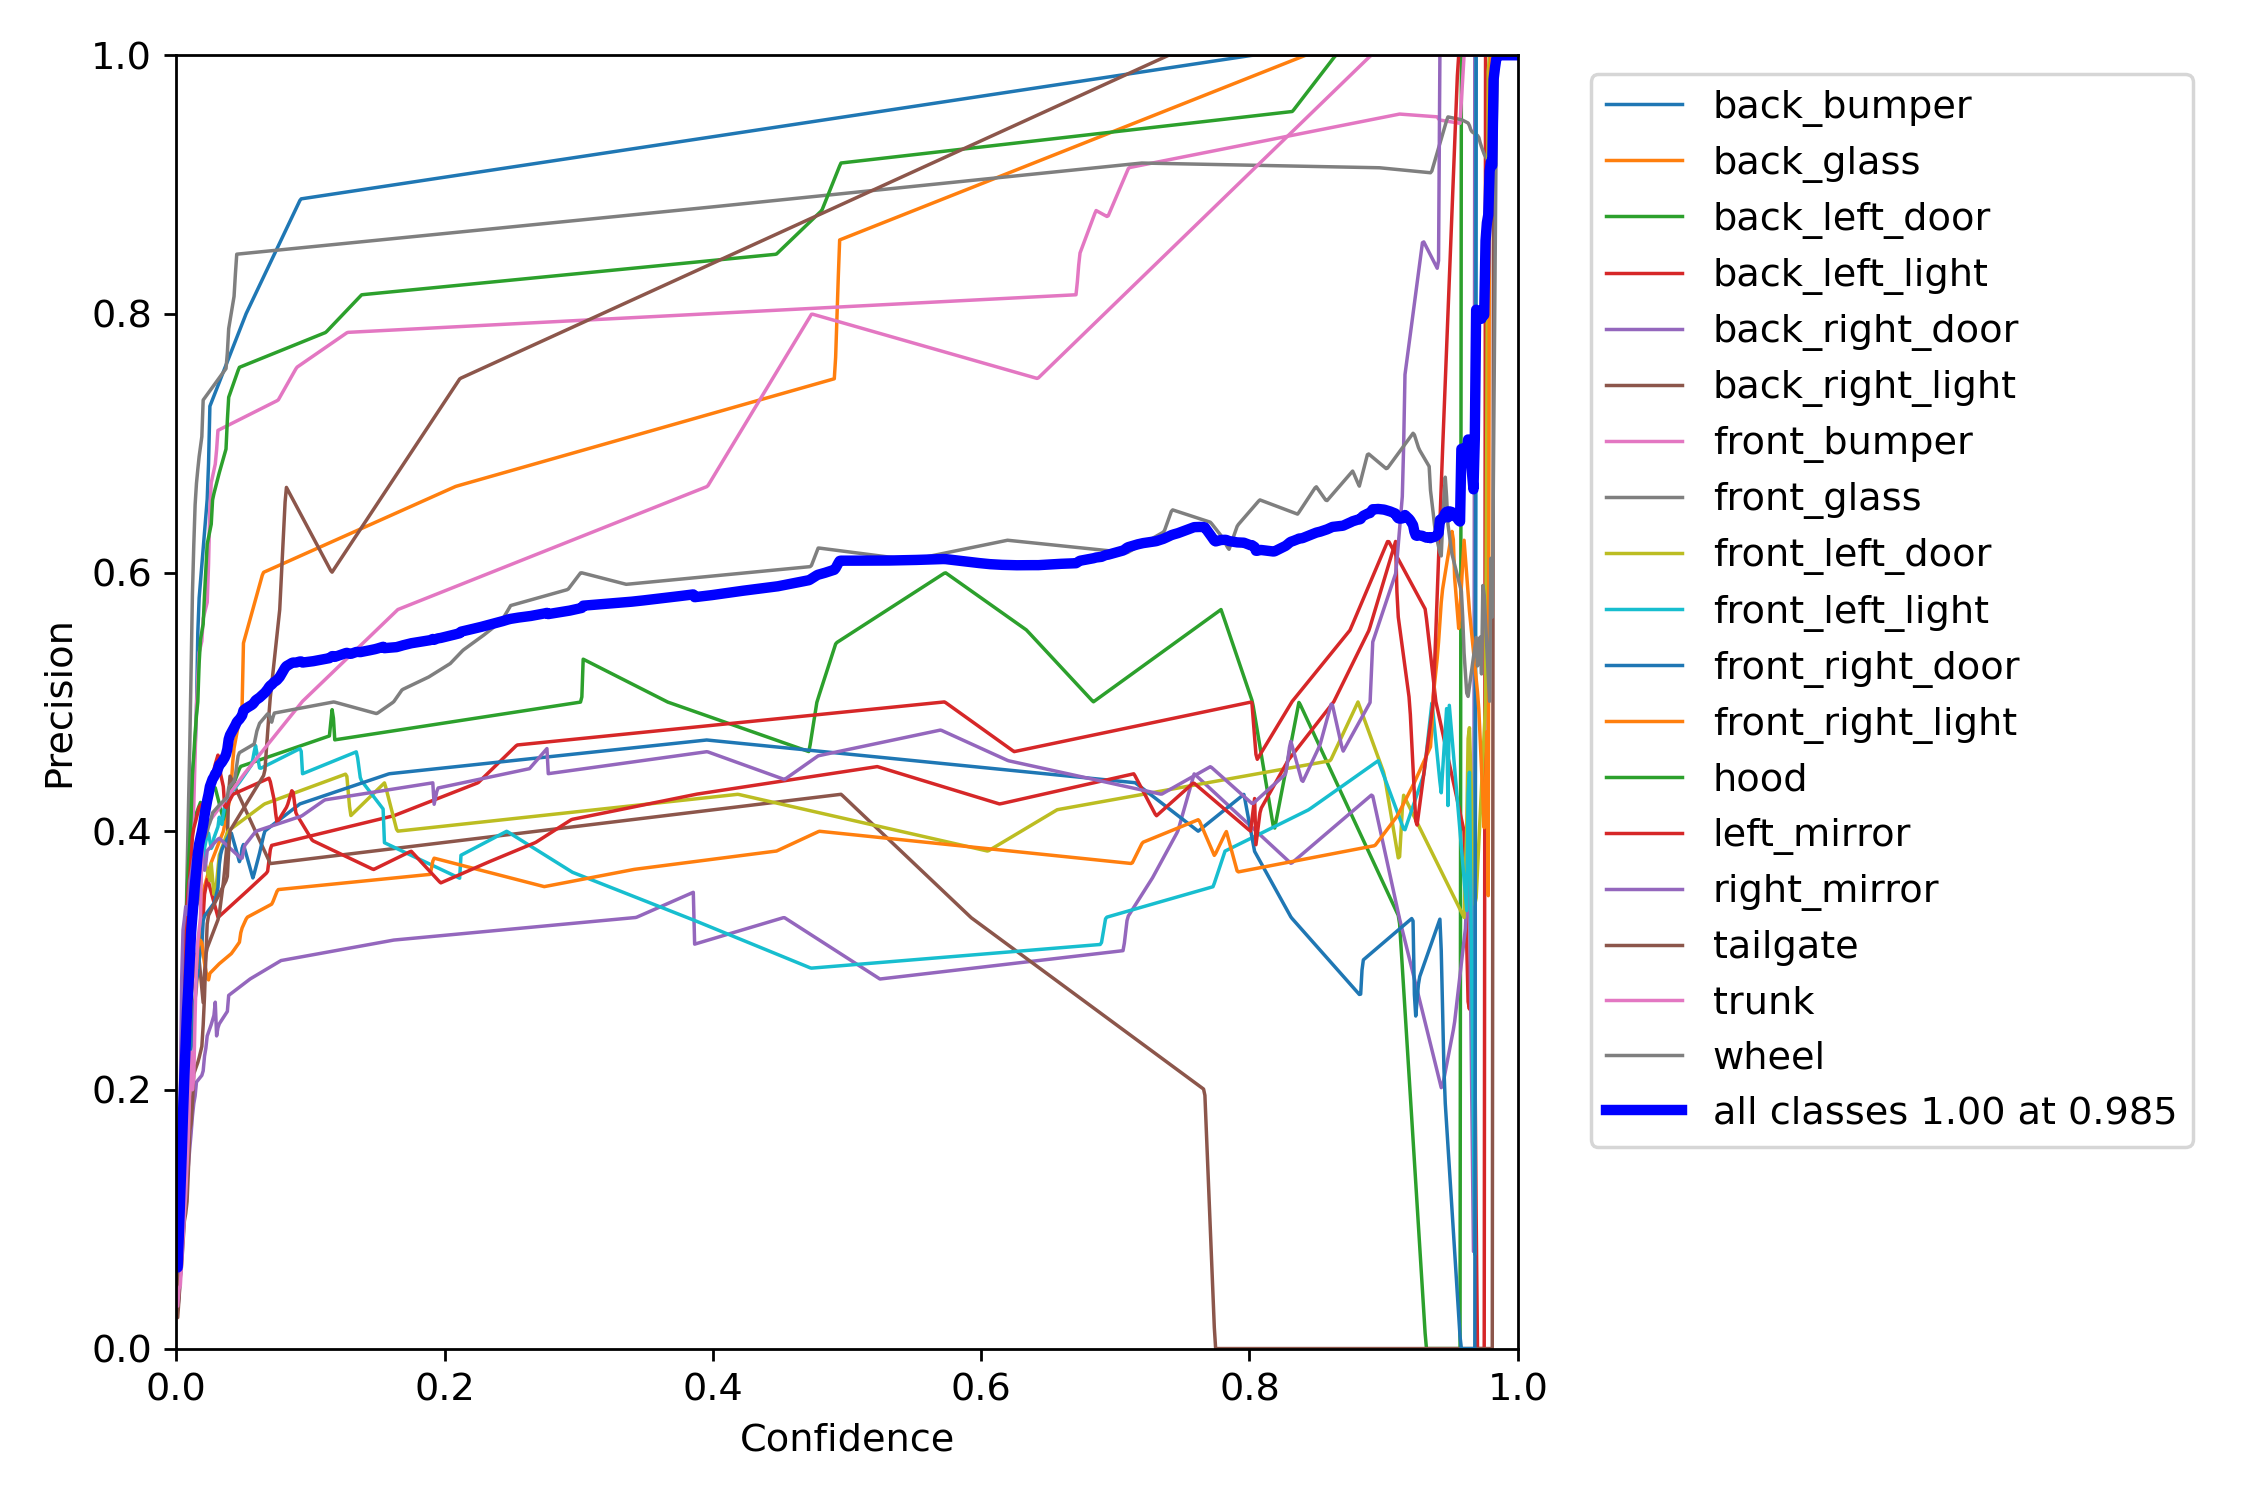 1.0
0.8
0.6
0.4
0.2
0.0
Precision
0.0 0.2 0.4 0.6 0.8 1.0
Confidence
back_bumper
back_glass
back_left_door
back_left_light
back_right_door
back_right_light
front_bumper
front_glass
front_left_door
front_left_light
front_right_door
front_right_light
hood
left_mirror
right_mirror
tailgate
trunk
wheel
all classes 1.00 at 0.985